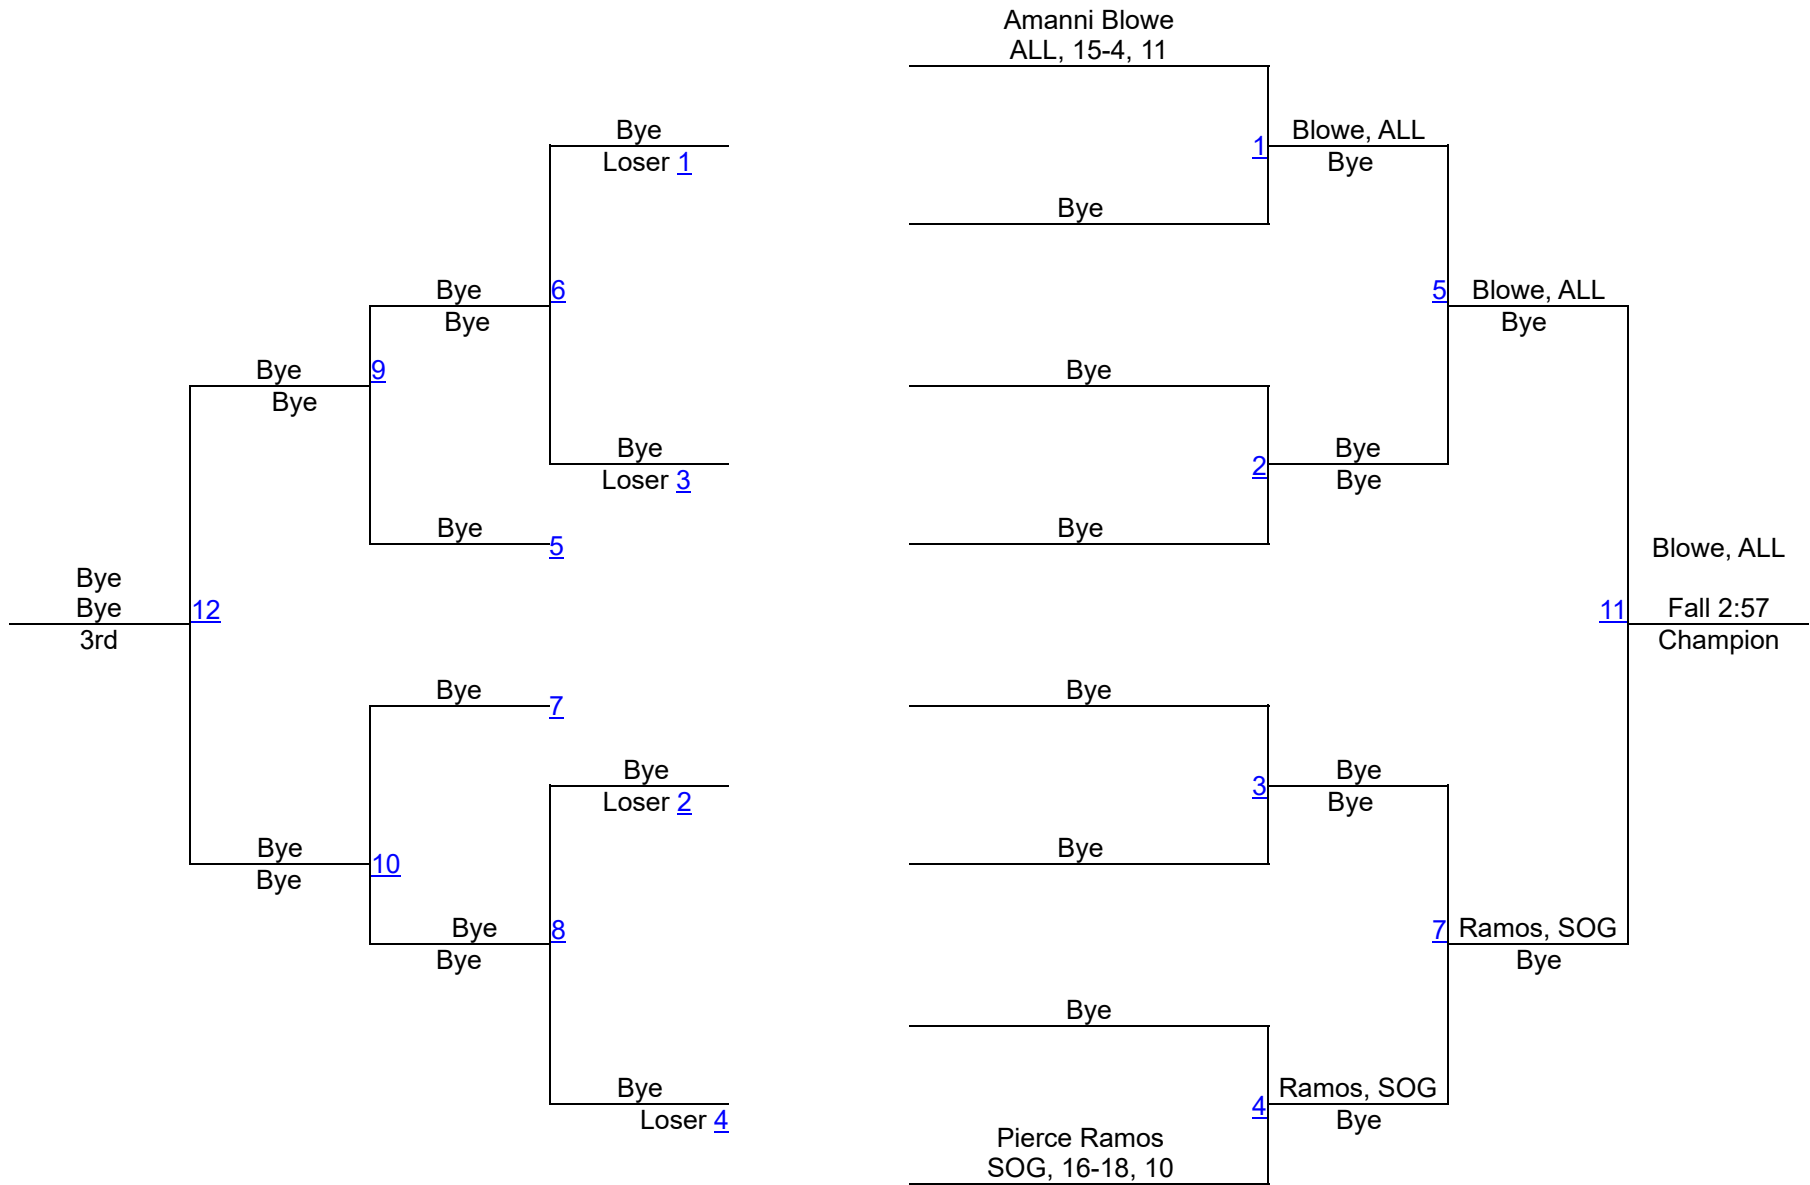 Amanni Blowe
ALL, 15-4, 11
Bye
Loser 1
1
Blowe, ALL
Bye
Bye
Bye
Bye
6
5
Blowe, ALL
Bye
Bye
Bye
9
Bye
Bye
Loser 3
2
Bye
Bye
Bye
5
Bye
Bye
Bye
3rd
12
Blowe, ALL
11
Fall 2:57
Champion
Bye
7
Bye
Bye
Loser 2
3
Bye
Bye
Bye
Bye
10
Bye
Bye
Bye
8
7
Ramos, SOG
Bye
Bye
Bye
Loser 4
4
Ramos, SOG
Bye
Pierce Ramos
SOG, 16-18, 10